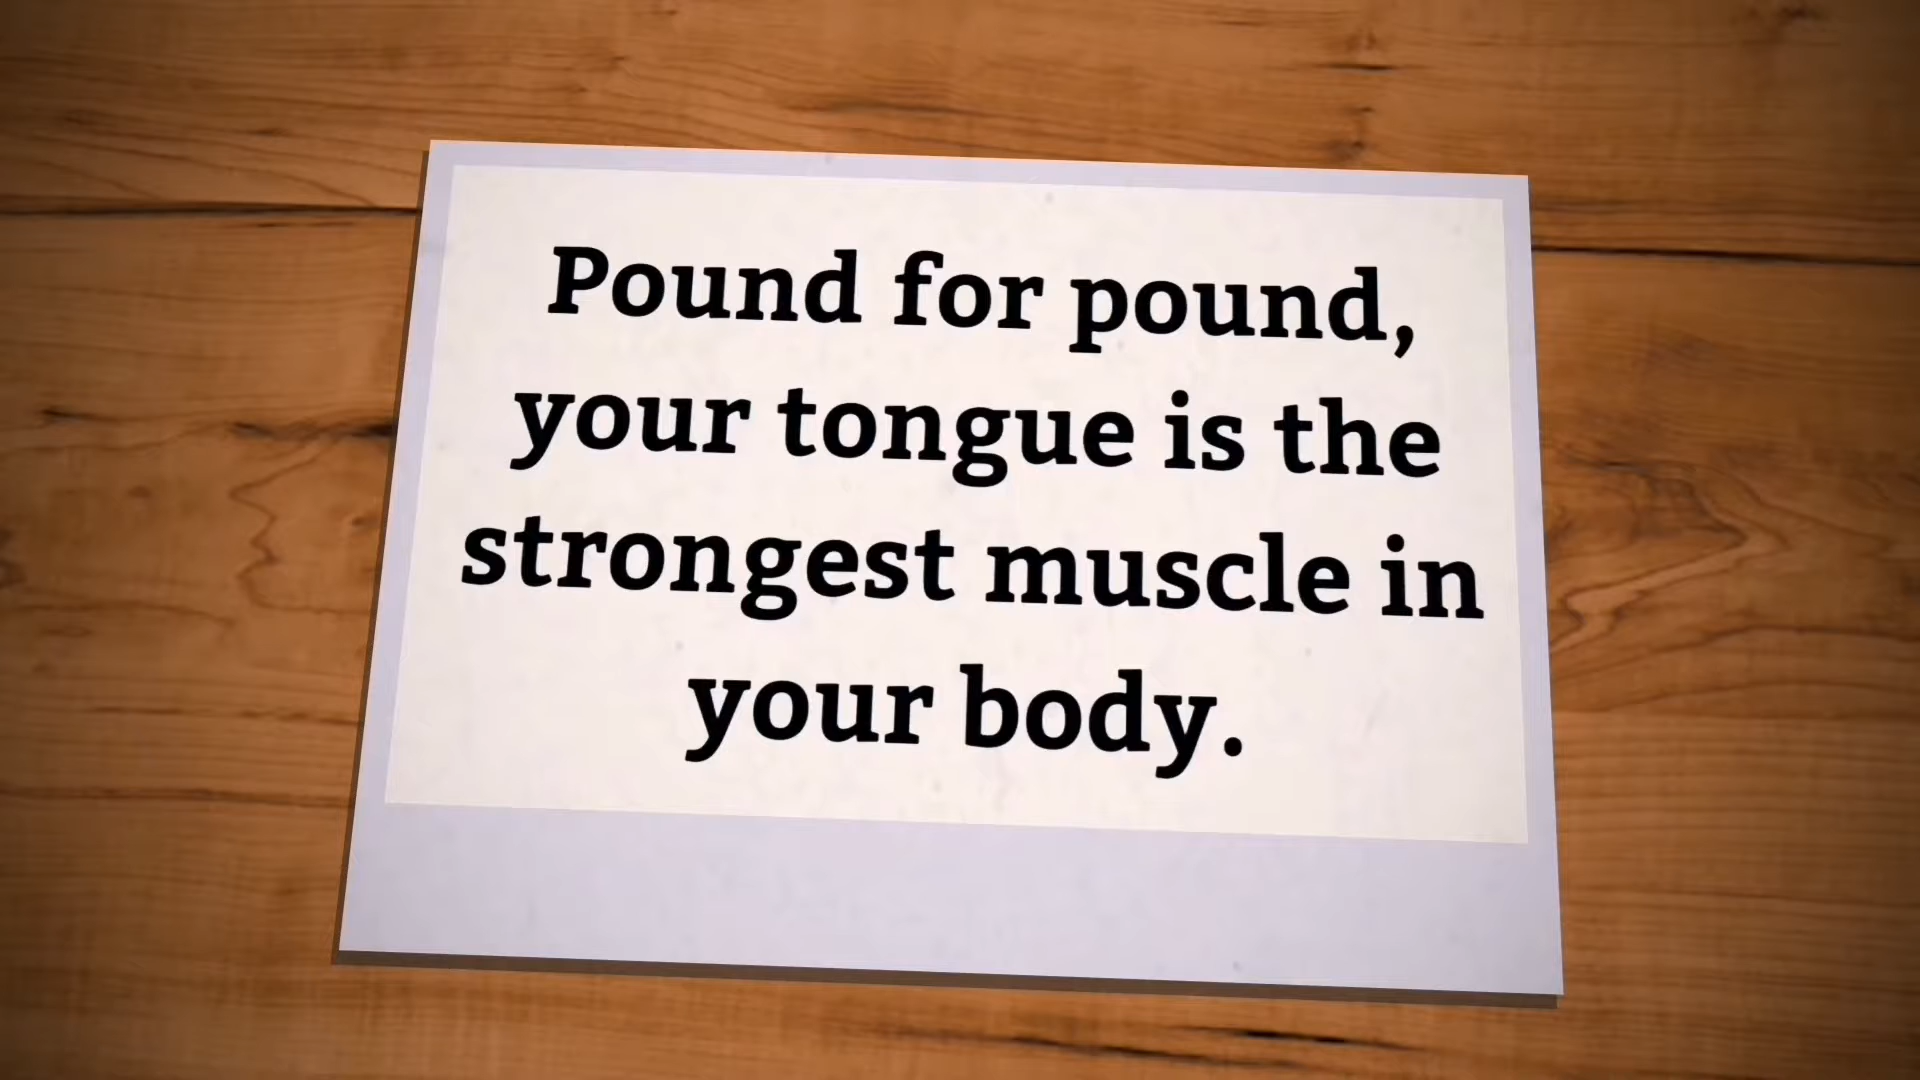 Pound for pound,
your tongue is the
strongest muscle in
your body.